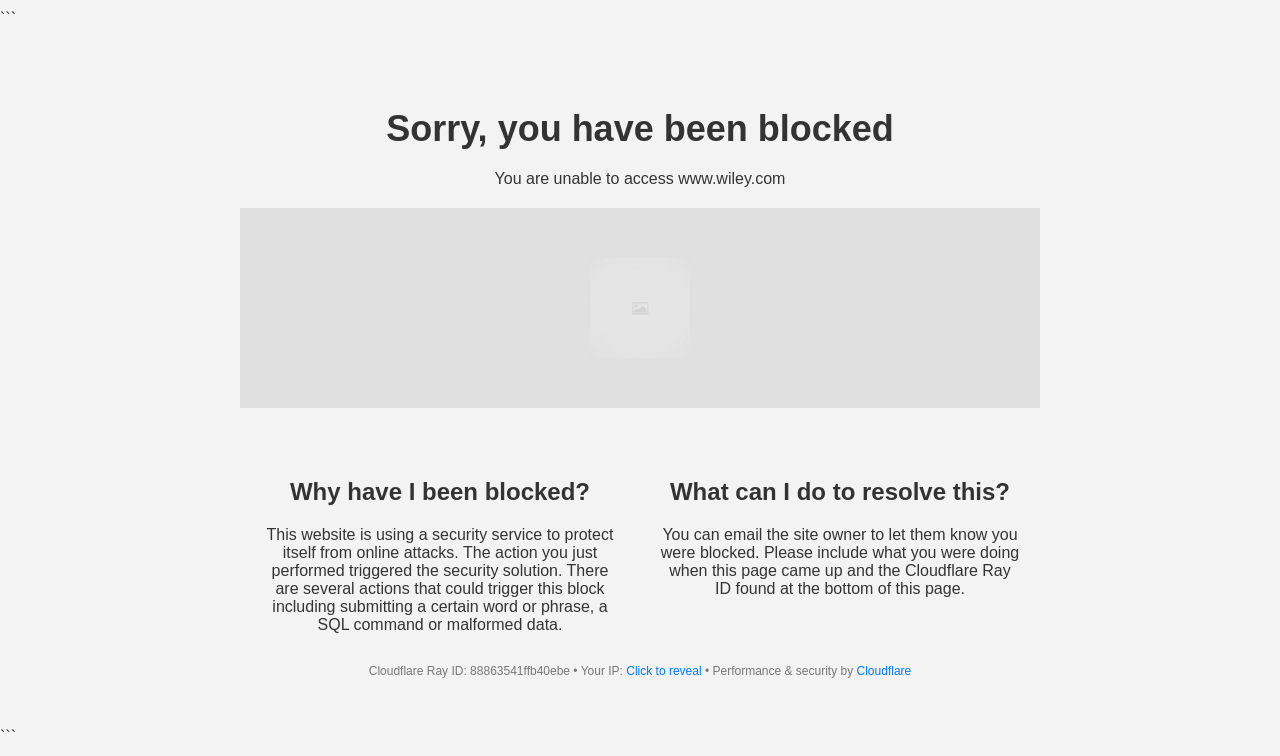 ```
Sorry, you have been blocked
You are unable to access www.wiley.com
Why have I been blocked?
This website is using a security service to protect
itself from online attacks. The action you just
performed triggered the security solution. There
are several actions that could trigger this block
including submitting a certain word or phrase, a
SQL command or malformed data.
What can I do to resolve this?
You can email the site owner to let them know you
were blocked. Please include what you were doing
when this page came up and the Cloudflare Ray
ID found at the bottom of this page.
Cloudflare Ray ID: 88863541ffb40ebe • Your IP: Click to reveal • Performance & security by Cloudflare
```